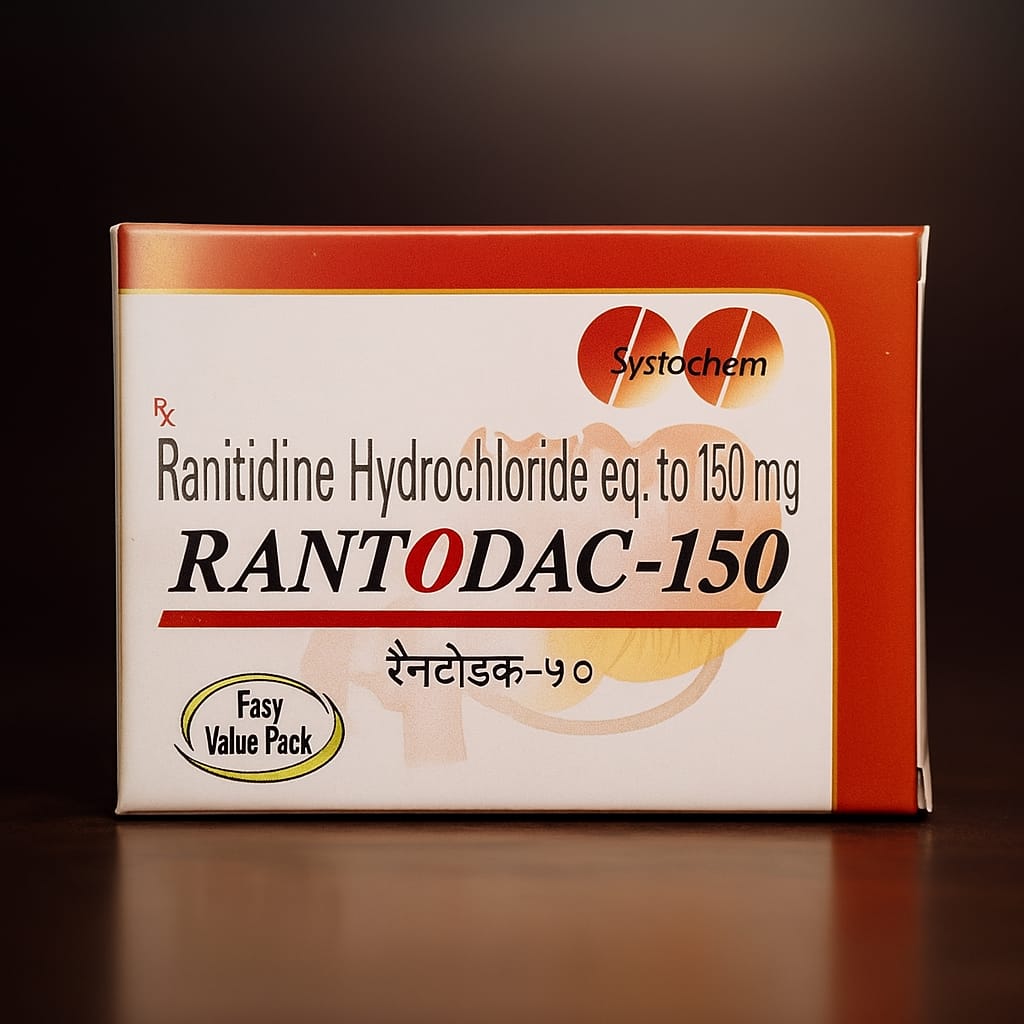 Systochem
Rx
Ranitidine Hydrochloride eq. to 150 mg
RANTODAC-150
रैनटोडक-५०
Fasy
Value Pack